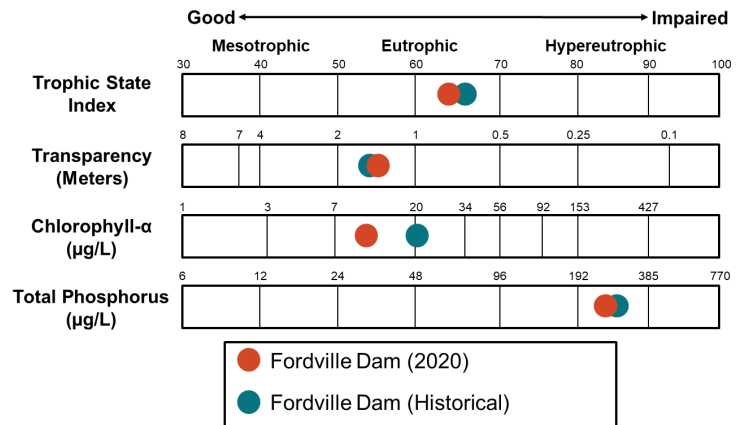 Good Impaired
Mesotrophic Eutrophic Hypereutrophic
30 40 50 60 70 80 90 100
Trophic State
Index
8 7 4 2 1 0.5 0.25 0.1
Transparency
(Meters)
1 3 7 20 34 56 92 153 427
Chlorophyll-α
(µg/L)
6 12 24 48 96 192 385 770
Total Phosphorus
(µg/L)
Fordville Dam (2020)
Fordville Dam (Historical)